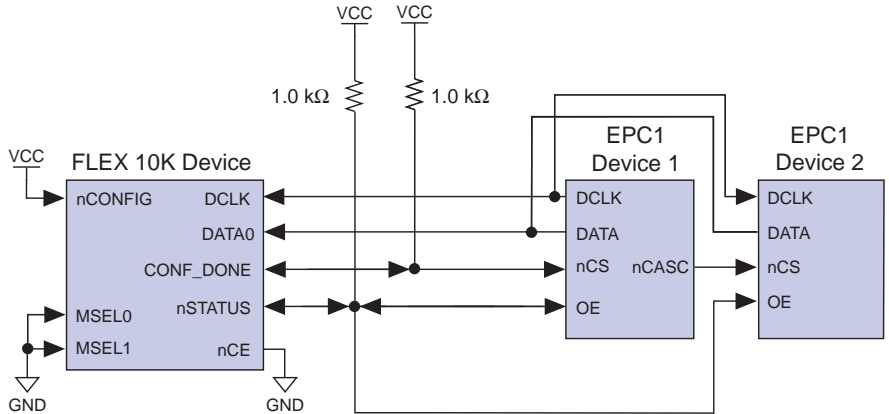 VCC VCC
1.0 kΩ 1.0 kΩ
EPC1
Device 1
EPC1
Device 2
VCC
FLEX 10K Device
nCONFIG DCLK
DATA0
CONF_DONE
nSTATUS
MSEL0
MSEL1 nCE
GND GND
DCLK
DATA
nCS nCASC
OE
DCLK
DATA
nCS
OE